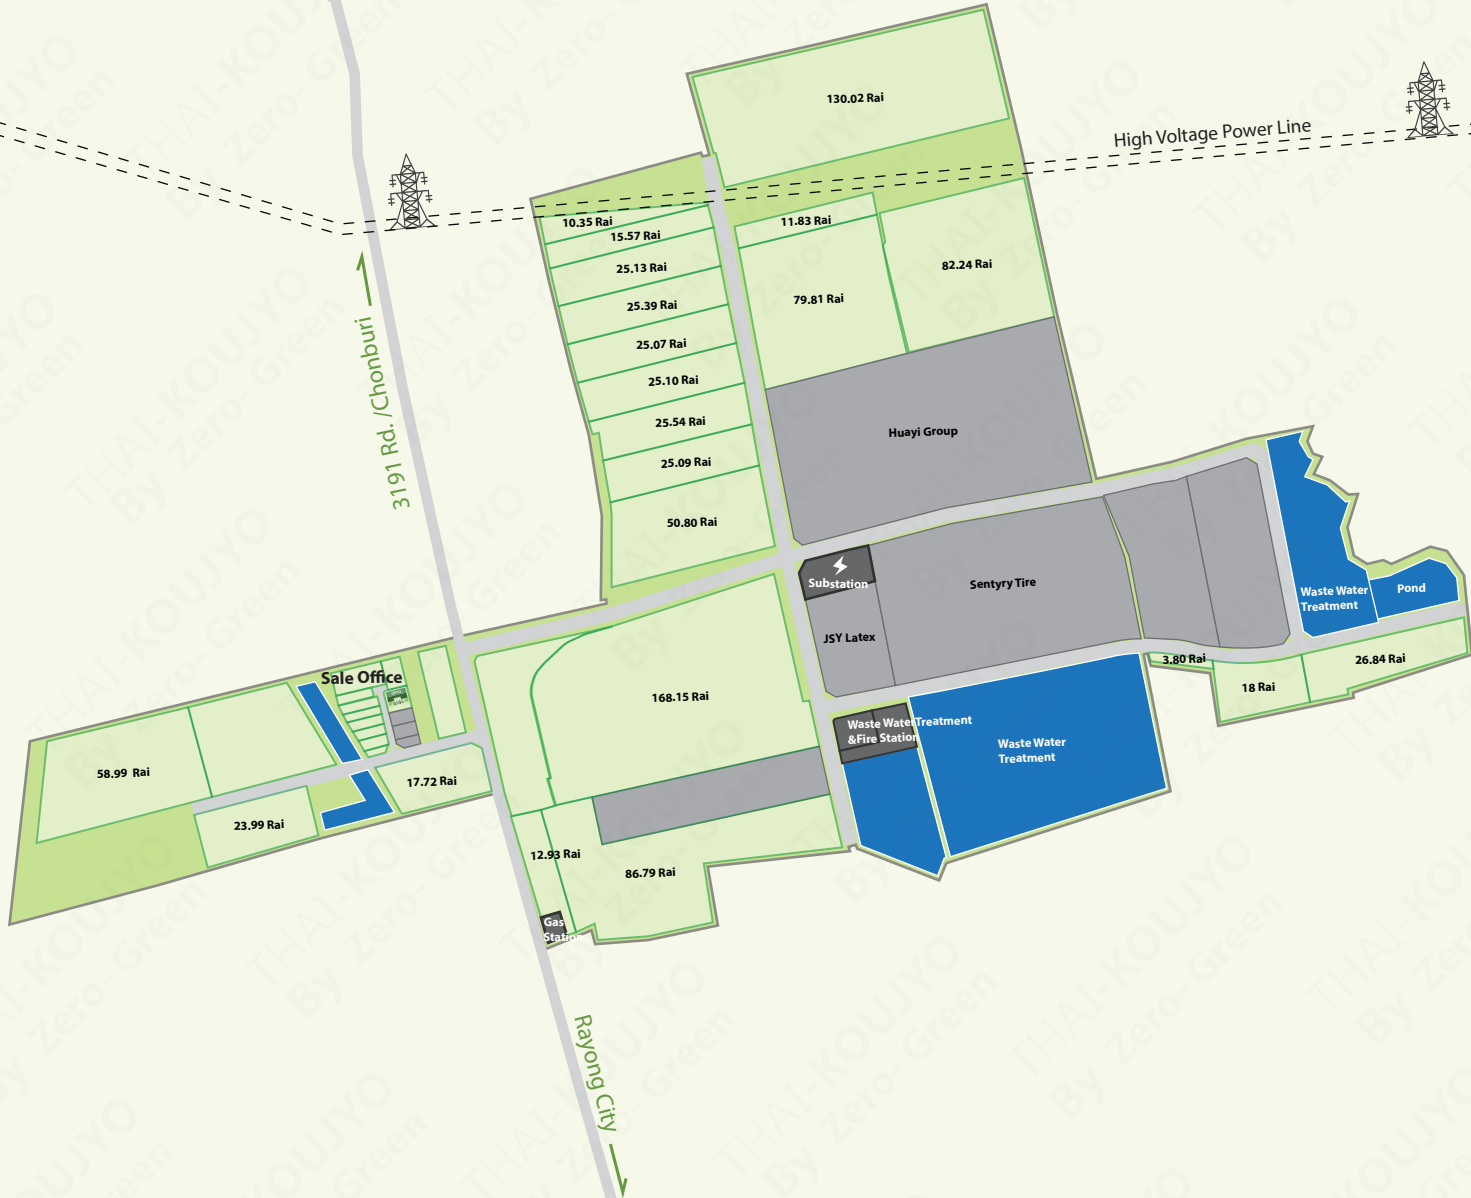 130.02 Rai
High Voltage Power Line
10.35 Rai
15.57 Rai
25.13 Rai
25.39 Rai
25.07 Rai
25.10 Rai
25.54 Rai
25.09 Rai
50.80 Rai
11.83 Rai
79.81 Rai
82.24 Rai
3191 Rd. /Chonburi
Huayi Group
Substation
Sentyry Tire
JSY Latex
Waste Water
Treatment
Pond
3.80 Rai
18 Rai
26.84 Rai
Sale Office
168.15 Rai
Waste Water Treatment
&Fire Station
Waste Water
Treatment
58.99 Rai
17.72 Rai
23.99 Rai
12.93 Rai
86.79 Rai
Gas
Station
Rayong City
THAI-KOUJYO
By Zero-Green